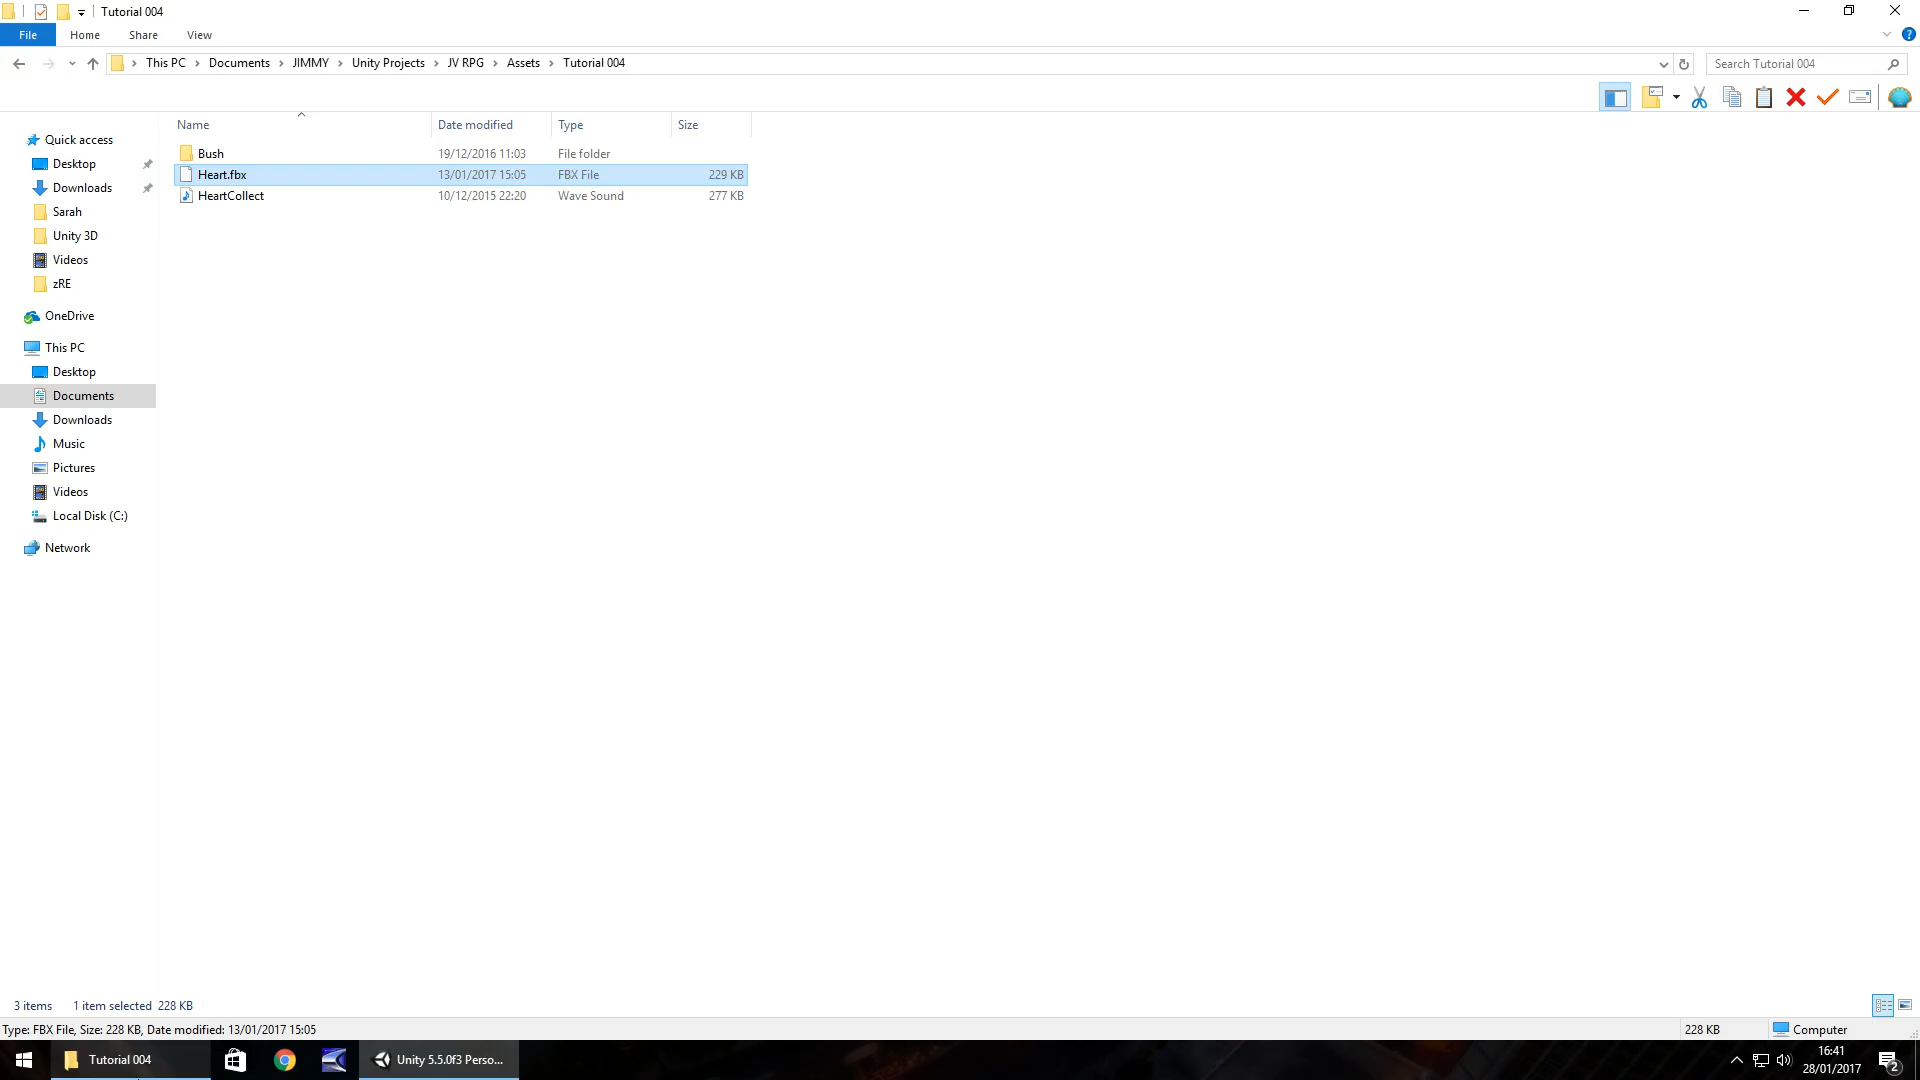 Tutorial 004
File Home Share View
This PC Documents JIMMY Unity Projects JV RPG Assets Tutorial 004
Search Tutorial 004
Name Date modified Type Size
Bush 19/12/2016 11:03 File folder
Heart.fbx 13/01/2017 15:05 FBX File 229 KB
HeartCollect 10/12/2015 22:20 Wave Sound 277 KB
Quick access
Desktop
Downloads
Sarah
Unity 3D
Videos
zRE
OneDrive
This PC
Desktop
Documents
Downloads
Music
Pictures
Videos
Local Disk (C:)
Network
3 items 1 item selected 228 KB
Type: FBX File, Size: 228 KB, Date modified: 13/01/2017 15:05 228 KB Computer
Tutorial 004 Unity 5.5.0f3 Perso... 16:41
28/01/2017 2